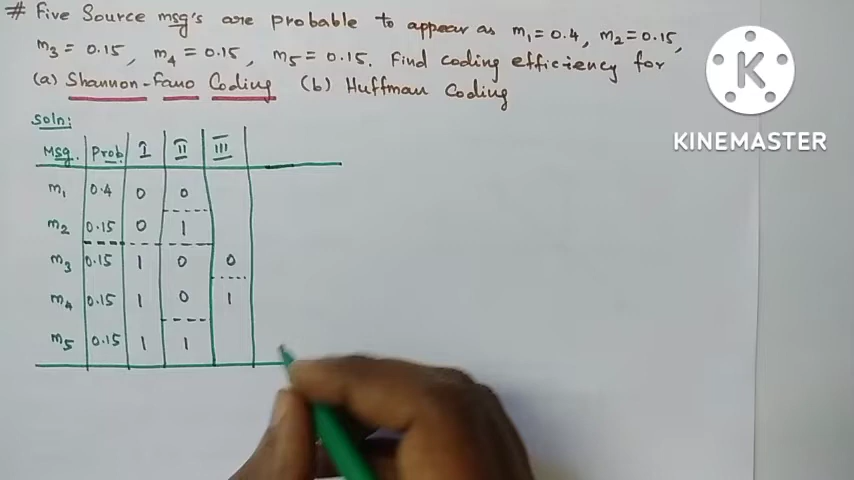 # Five Source msg's are probable to appear as m₁ = 0.4, m₂ = 0.15,
m₃ = 0.15, m₄ = 0.15, m₅ = 0.15. Find coding efficiency for
(a) Shannon-Fano Coding (b) Huffman Coding
K
KINEMASTER
Soln:
Msg. Prob I II III
m₁ 0.4 0 0
m₂ 0.15 0 1
m₃ 0.15 1 0 0
m₄ 0.15 1 0 1
m₅ 0.15 1 1